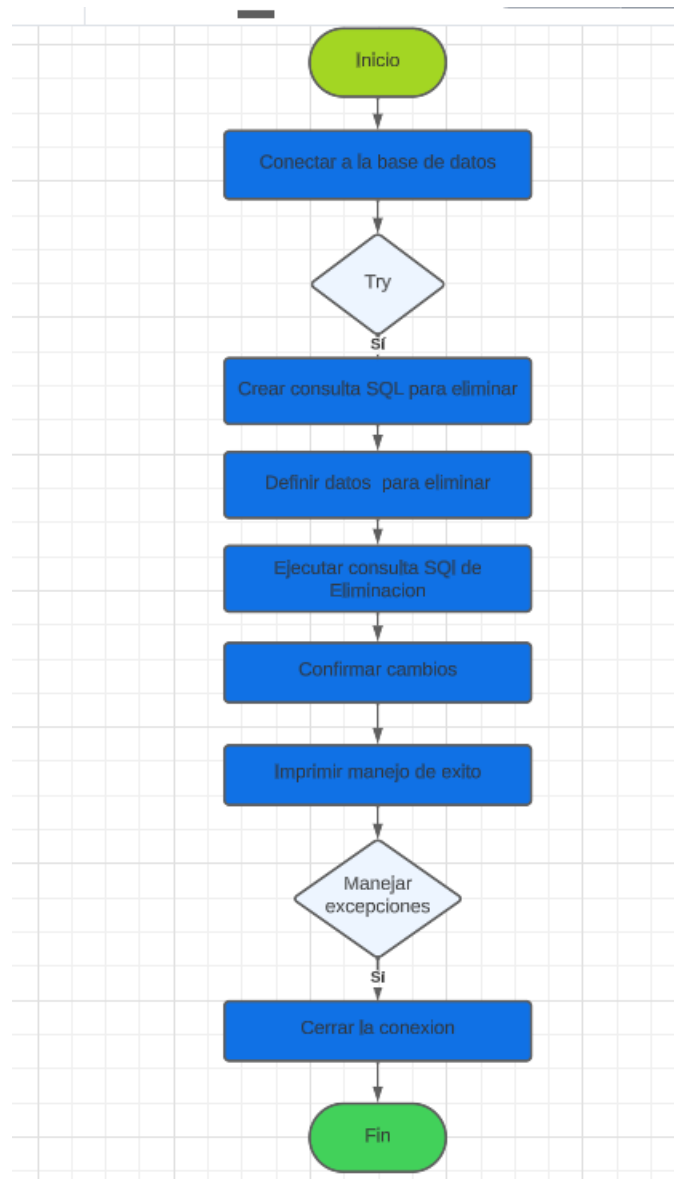 Inicio
Conectar a la base de datos
Try
Sí
Crear consulta SQL para eliminar
Definir datos  para eliminar
Ejecutar consulta SQl de
Eliminacion
Confirmar cambios
Imprimir manejo de exito
Manejar
excepciones
Sí
Cerrar la conexion
Fin